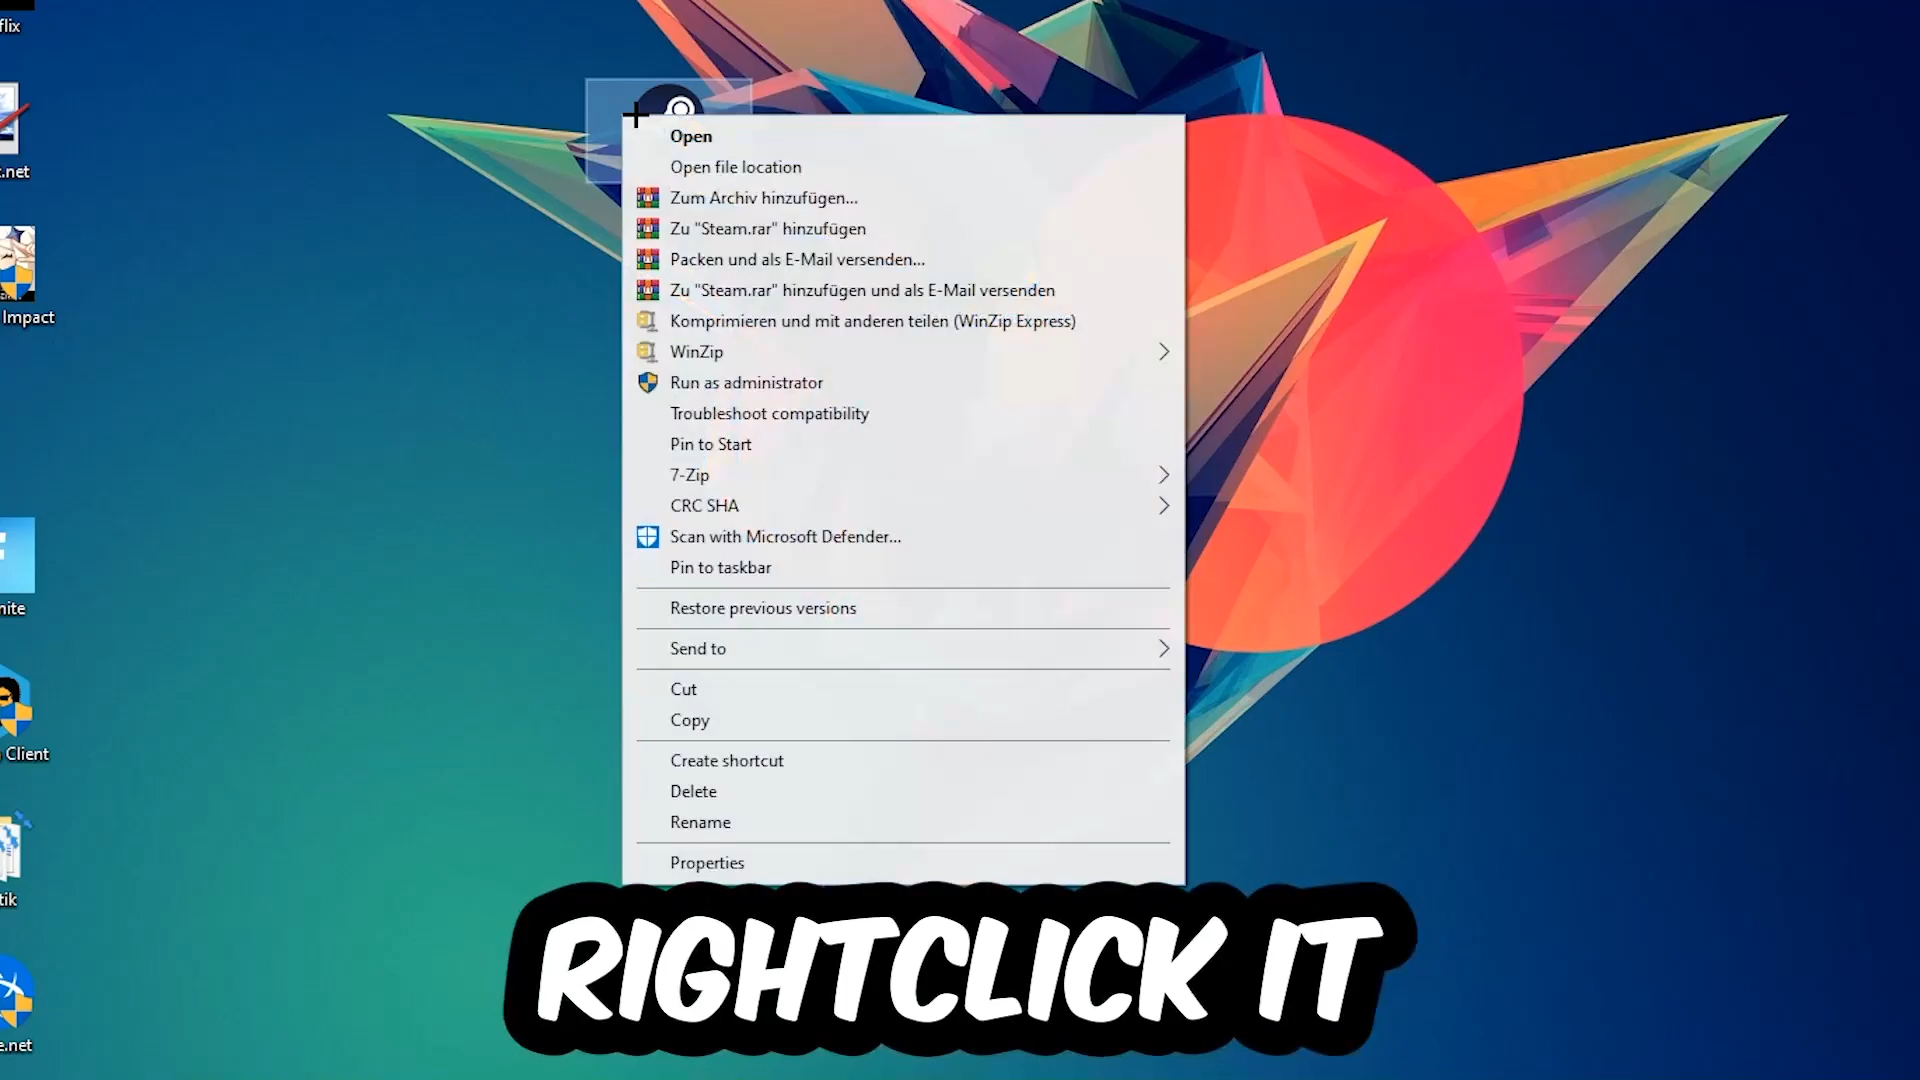 flix
.net
Impact
nite
Client
tik
e.net
Open
Open file location
Zum Archiv hinzufügen...
Zu "Steam.rar" hinzufügen
Packen und als E-Mail versenden...
Zu "Steam.rar" hinzufügen und als E-Mail versenden
Komprimieren und mit anderen teilen (WinZip Express)
WinZip
Run as administrator
Troubleshoot compatibility
Pin to Start
7-Zip
CRC SHA
Scan with Microsoft Defender...
Pin to taskbar
Restore previous versions
Send to
Cut
Copy
Create shortcut
Delete
Rename
Properties
RIGHTCLICK IT